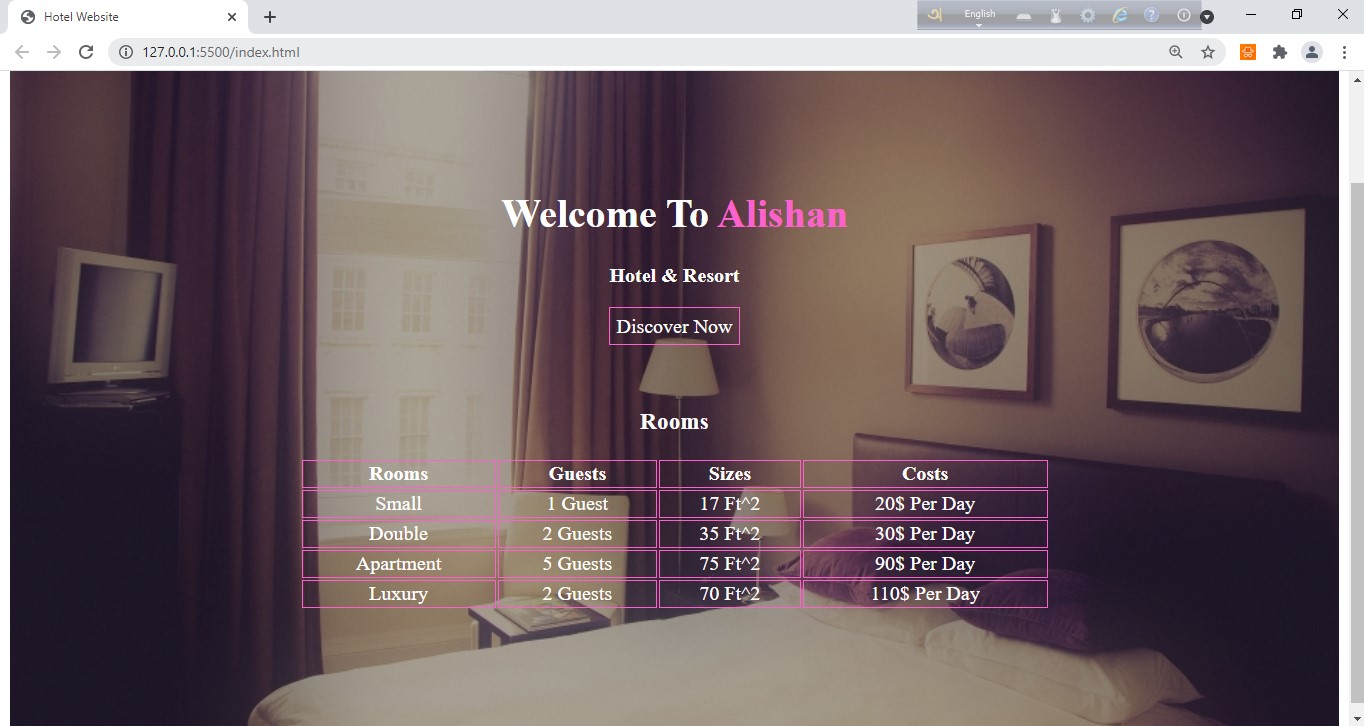 Hotel Website
অ
English
127.0.0.1:5500/index.html
Welcome To Alishan
Hotel & Resort
Discover Now
Rooms
Rooms Guests Sizes Costs
Small 1 Guest 17 Ft^2 20$ Per Day
Double 2 Guests 35 Ft^2 30$ Per Day
Apartment 5 Guests 75 Ft^2 90$ Per Day
Luxury 2 Guests 70 Ft^2 110$ Per Day